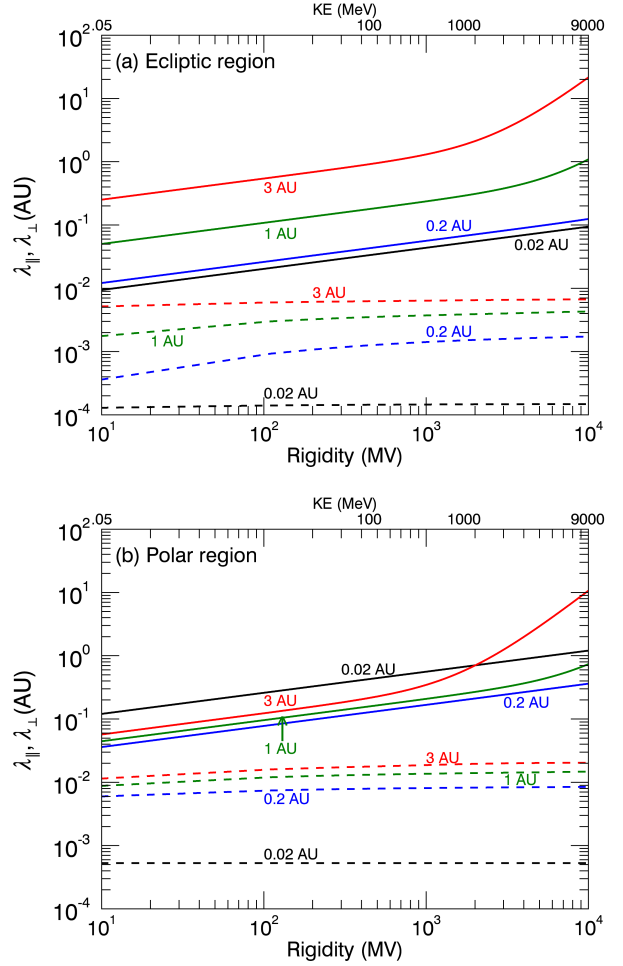 KE (MeV)
.05 100 1000 9000
10^2
(a) Ecliptic region
10^1
10^0
3 AU
10^-1
1 AU
0.2 AU
0.02 AU
10^-2
3 AU
1 AU
0.2 AU
10^-3
0.02 AU
10^-4
λ∥, λ⊥(AU)
10^1 10^2 10^3 10^4
Rigidity (MV)
KE (MeV)
.05 100 1000 9000
10^2
(b) Polar region
10^1
10^0
0.02 AU
3 AU
0.2 AU
10^-1
1 AU
3 AU
1 AU
10^-2
0.2 AU
10^-3
0.02 AU
10^-4
λ∥, λ⊥(AU)
10^1 10^2 10^3 10^4
Rigidity (MV)